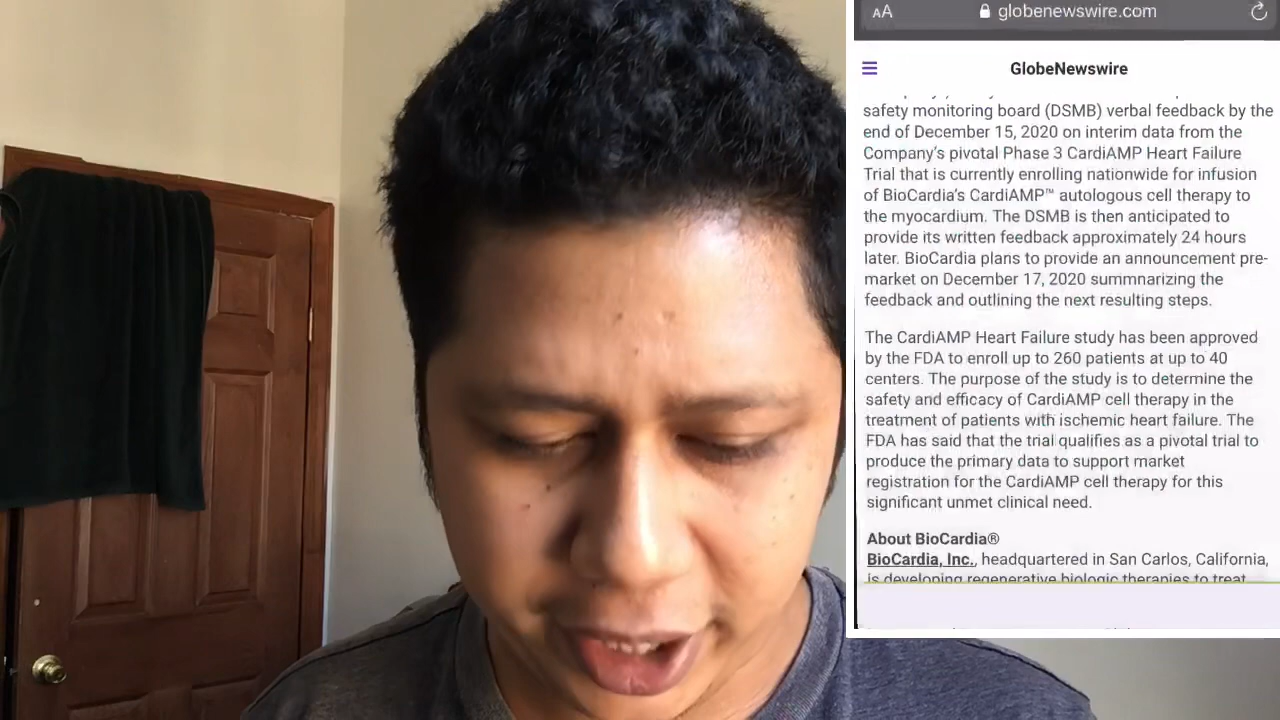 AA globenewswire.com
GlobeNewswire
safety monitoring board (DSMB) verbal feedback by the
end of December 15, 2020 on interim data from the
Company's pivotal Phase 3 CardiAMP Heart Failure
Trial that is currently enrolling nationwide for infusion
of BioCardia's CardiAMP™ autologous cell therapy to
the myocardium. The DSMB is then anticipated to
provide its written feedback approximately 24 hours
later. BioCardia plans to provide an announcement pre-
market on December 17, 2020 summnarizing the
feedback and outlining the next resulting steps.
The CardiAMP Heart Failure study has been approved
by the FDA to enroll up to 260 patients at up to 40
centers. The purpose of the study is to determine the
safety and efficacy of CardiAMP cell therapy in the
treatment of patients with ischemic heart failure. The
FDA has said that the trial qualifies as a pivotal trial to
produce the primary data to support market
registration for the CardiAMP cell therapy for this
significant unmet clinical need.
About BioCardia®
BioCardia, Inc., headquartered in San Carlos, California,
is developing regenerative biologic therapies to treat